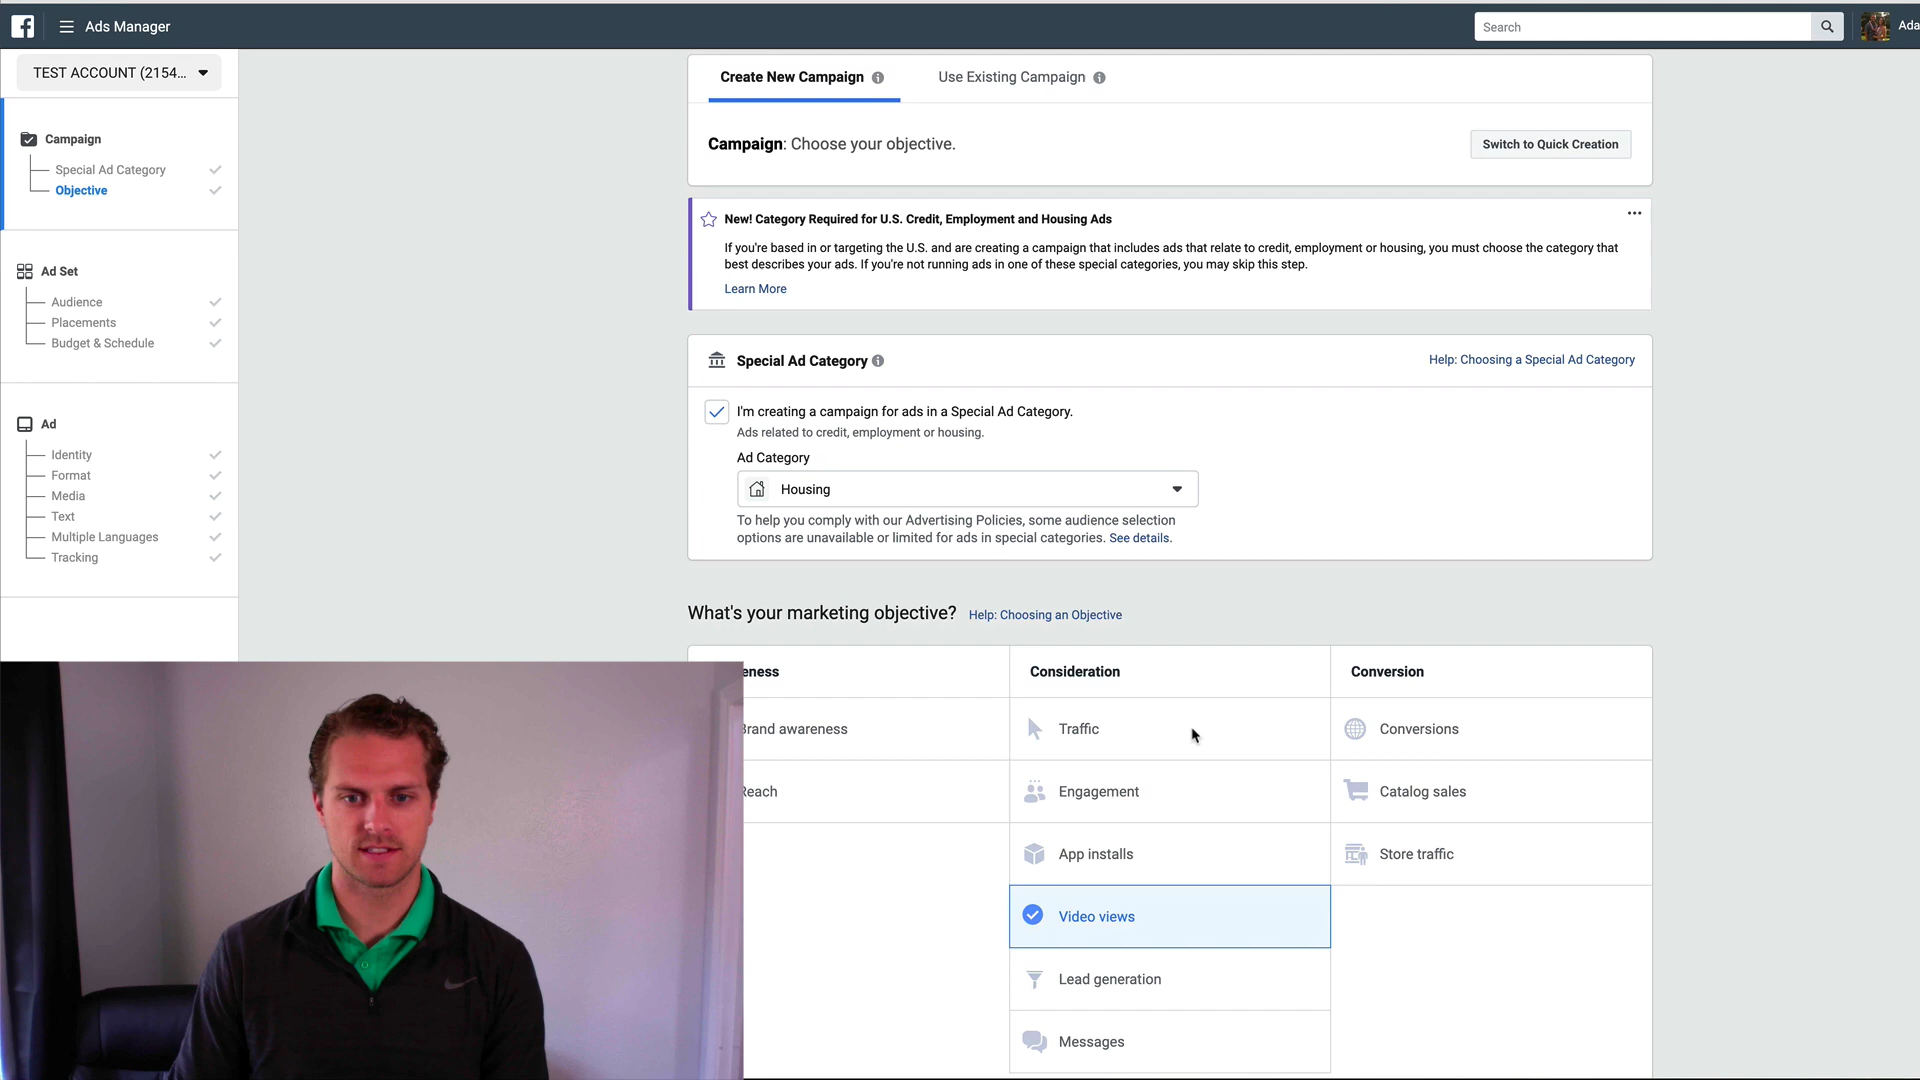 Ads Manager
Search
Ada
TEST ACCOUNT (2154...
Campaign
Special Ad Category
Objective
Ad Set
Audience
Placements
Budget & Schedule
Ad
Identity
Format
Media
Text
Multiple Languages
Tracking
Create New Campaign
Use Existing Campaign
Campaign: Choose your objective.
Switch to Quick Creation
New! Category Required for U.S. Credit, Employment and Housing Ads
If you're based in or targeting the U.S. and are creating a campaign that includes ads that relate to credit, employment or housing, you must choose the category that
best describes your ads. If you're not running ads in one of these special categories, you may skip this step.
Learn More
Special Ad Category
Help: Choosing a Special Ad Category
I'm creating a campaign for ads in a Special Ad Category.
Ads related to credit, employment or housing.
Ad Category
Housing
To help you comply with our Advertising Policies, some audience selection
options are unavailable or limited for ads in special categories. See details.
What's your marketing objective? Help: Choosing an Objective
eness
Brand awareness
Reach
Consideration
Traffic
Engagement
App installs
Video views
Lead generation
Messages
Conversion
Conversions
Catalog sales
Store traffic